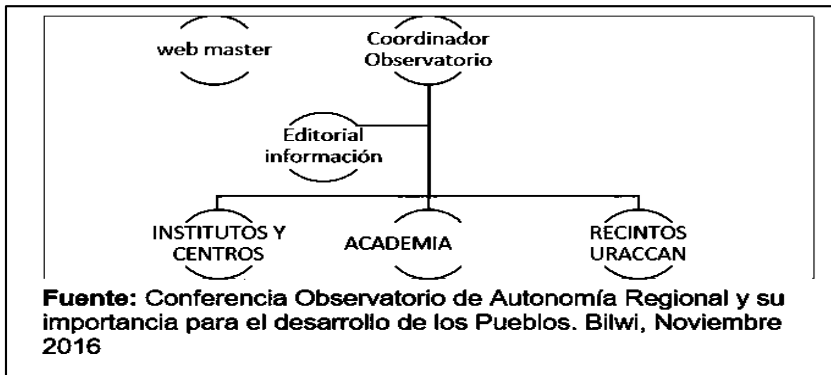 web master
Coordinador
Observatorio
Editorial
información
INSTITUTOS Y
CENTROS
ACADEMIA
RECINTOS
URACCAN
Fuente: Conferencia Observatorio de Autonomía Regional y su
importancia para el desarrollo de los Pueblos. Bilwi, Noviembre
2016